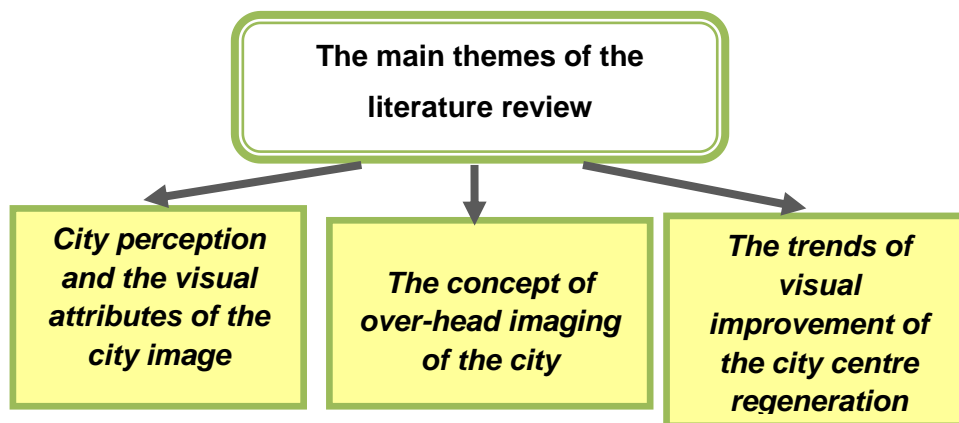 The main themes of the
literature review
City perception
and the visual
attributes of the
city image
The concept of
over-head imaging
of the city
The trends of
visual
improvement of
the city centre
regeneration